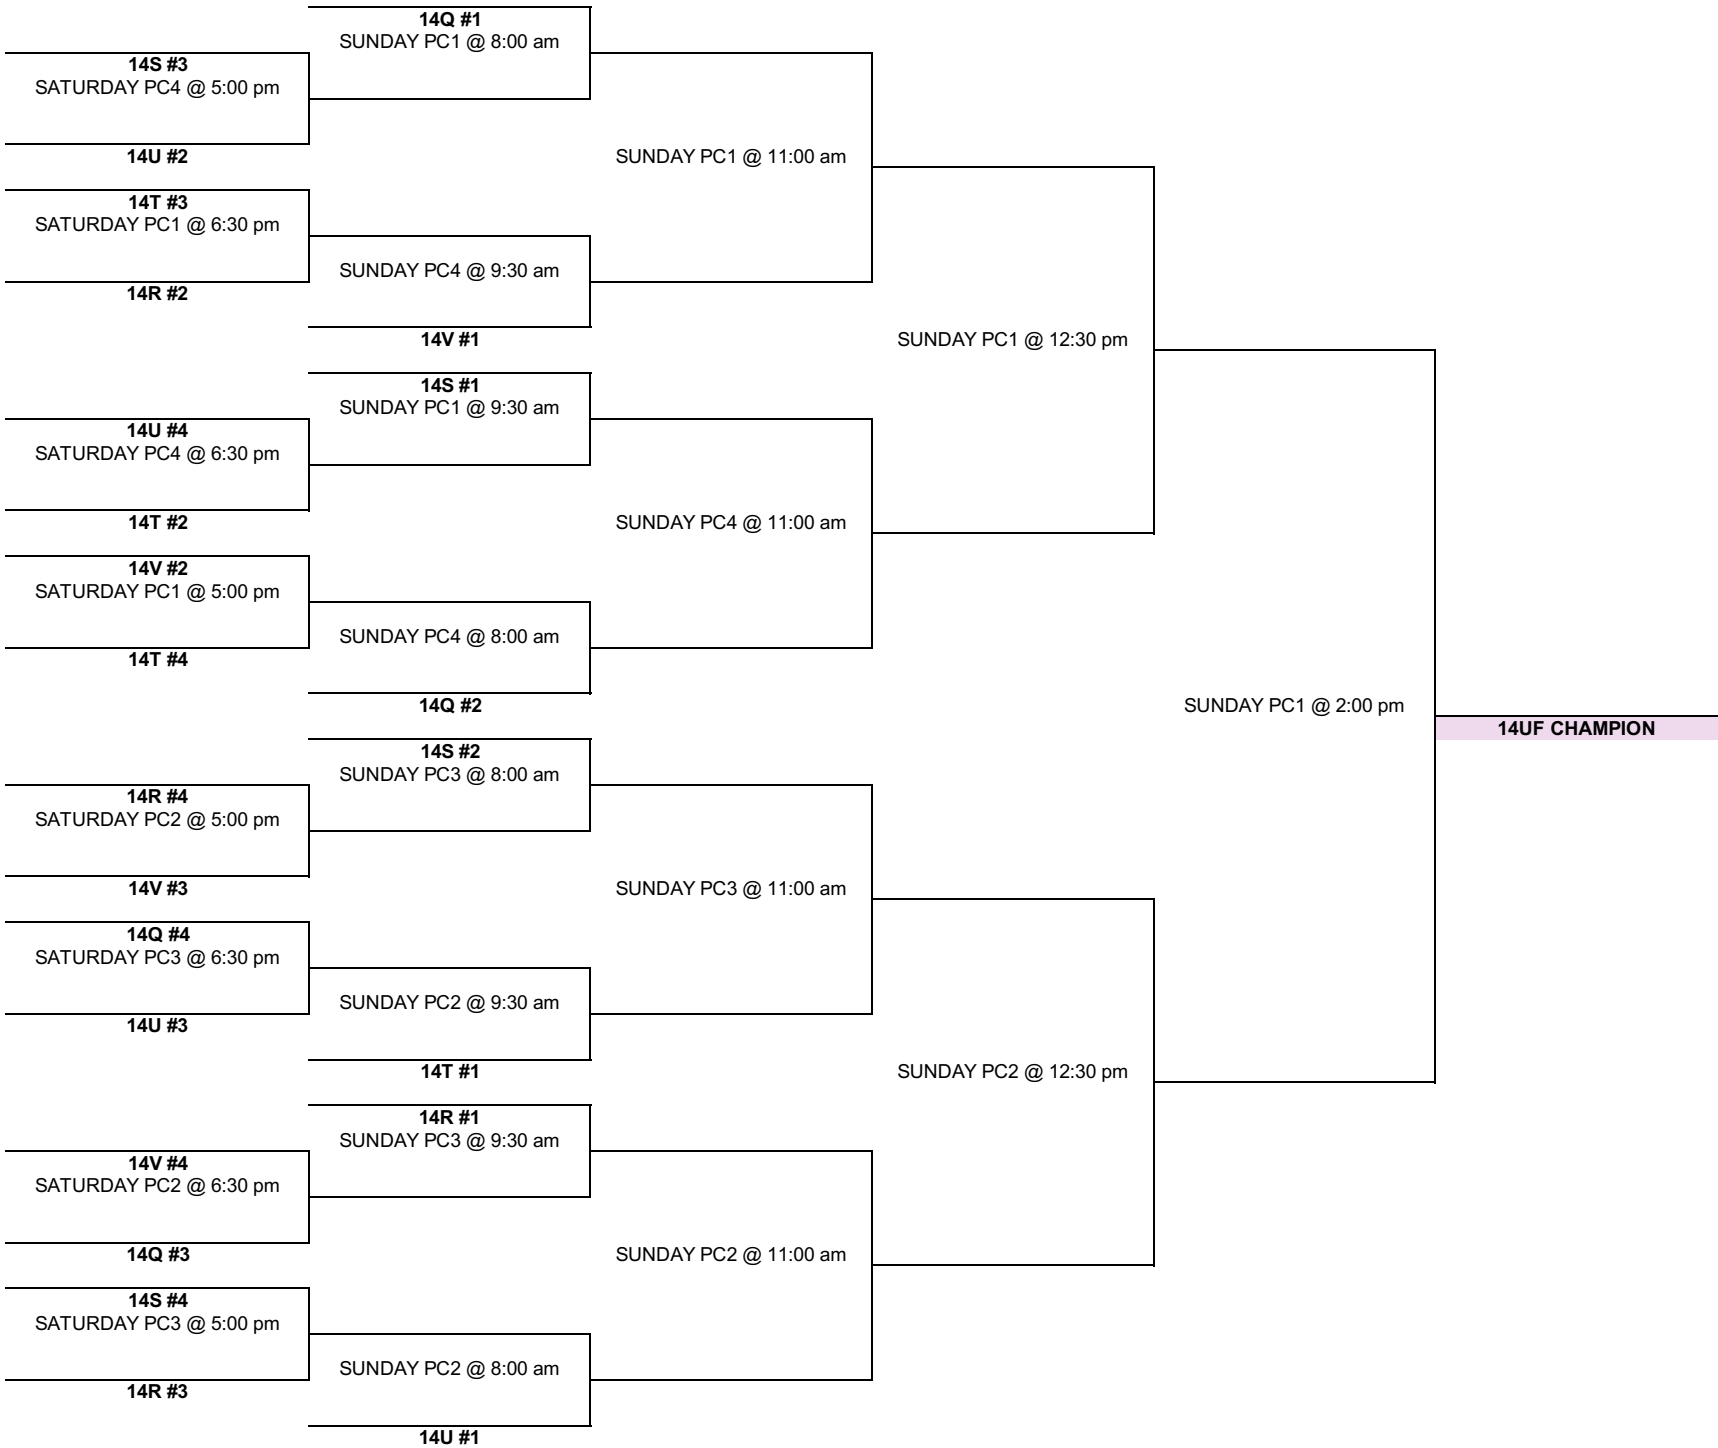 14Q #1
SUNDAY PC1 @ 8:00 am
14S #3
SATURDAY PC4 @ 5:00 pm
14U #2
SUNDAY PC1 @ 11:00 am
14T #3
SATURDAY PC1 @ 6:30 pm
SUNDAY PC4 @ 9:30 am
14R #2
14V #1
SUNDAY PC1 @ 12:30 pm
14S #1
SUNDAY PC1 @ 9:30 am
14U #4
SATURDAY PC4 @ 6:30 pm
14T #2
SUNDAY PC4 @ 11:00 am
14V #2
SATURDAY PC1 @ 5:00 pm
SUNDAY PC4 @ 8:00 am
14T #4
14Q #2
SUNDAY PC1 @ 2:00 pm
14UF CHAMPION
14S #2
SUNDAY PC3 @ 8:00 am
14R #4
SATURDAY PC2 @ 5:00 pm
14V #3
SUNDAY PC3 @ 11:00 am
14Q #4
SATURDAY PC3 @ 6:30 pm
SUNDAY PC2 @ 9:30 am
14U #3
14T #1
SUNDAY PC2 @ 12:30 pm
14R #1
SUNDAY PC3 @ 9:30 am
14V #4
SATURDAY PC2 @ 6:30 pm
14Q #3
SUNDAY PC2 @ 11:00 am
14S #4
SATURDAY PC3 @ 5:00 pm
SUNDAY PC2 @ 8:00 am
14R #3
14U #1